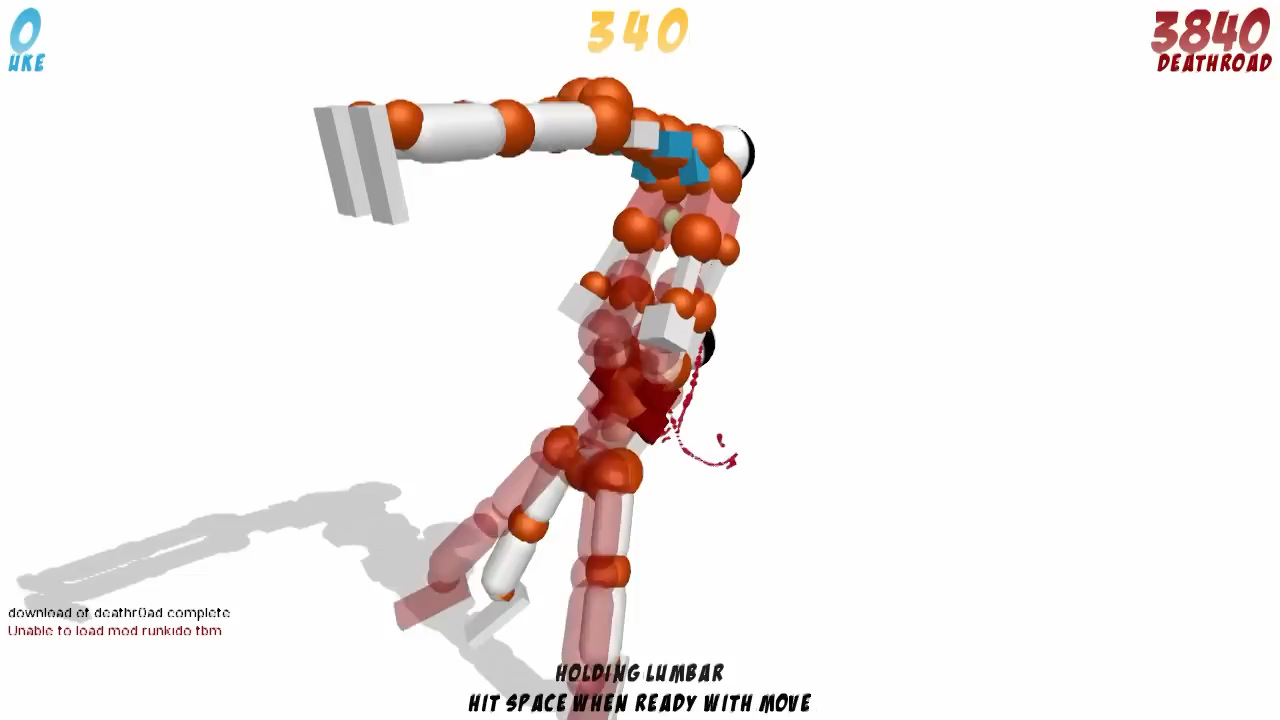 0
UKE
340
3840
DEATHROAD
download of deathr0ad complete
Unable to load mod runkido tbm
HOLDING LUMBAR
HIT SPACE WHEN READY WITH MOVE